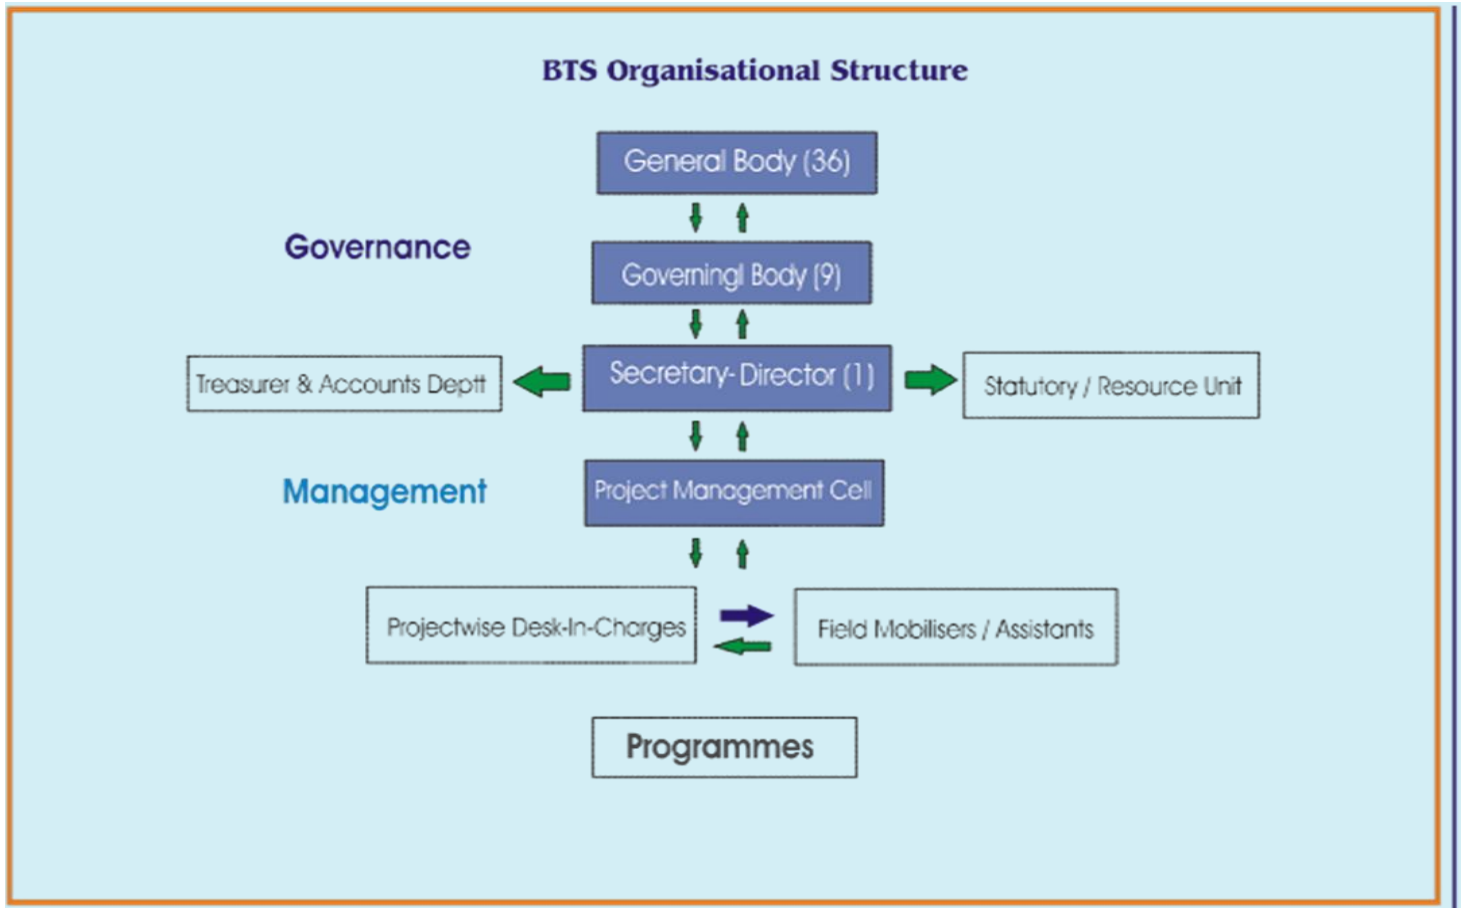 BTS Organisational Structure
General Body (36)
Governance
Governingl Body (9)
Treasurer & Accounts Deptt
Secretary-Director (1)
Statutory / Resource Unit
Management
Project Management Cell
Projectwise Desk-In-Charges
Field Mobilisers / Assistants
Programmes